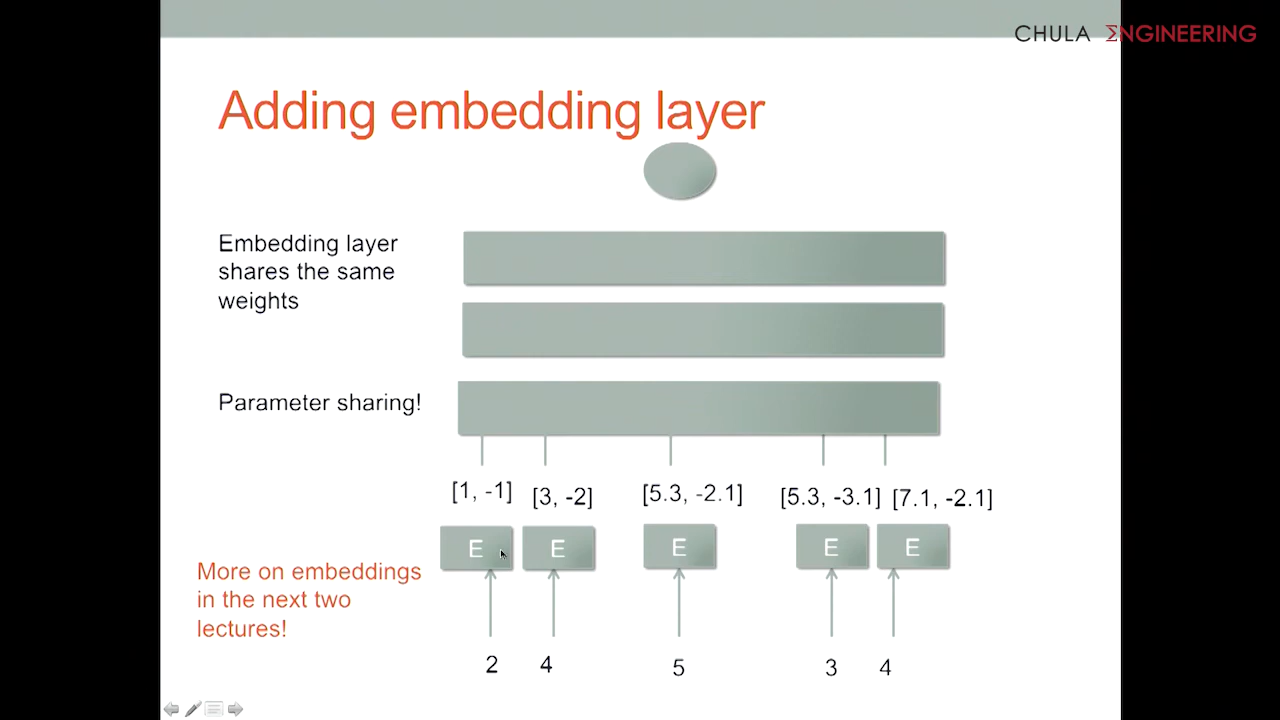 CHULA ΣNGINEERING
Adding embedding layer
Embedding layer
shares the same
weights
Parameter sharing!
[1, -1] [3, -2] [5.3, -2.1] [5.3, -3.1] [7.1, -2.1]
E E E E E
More on embeddings
in the next two
lectures!
2 4 5 3 4